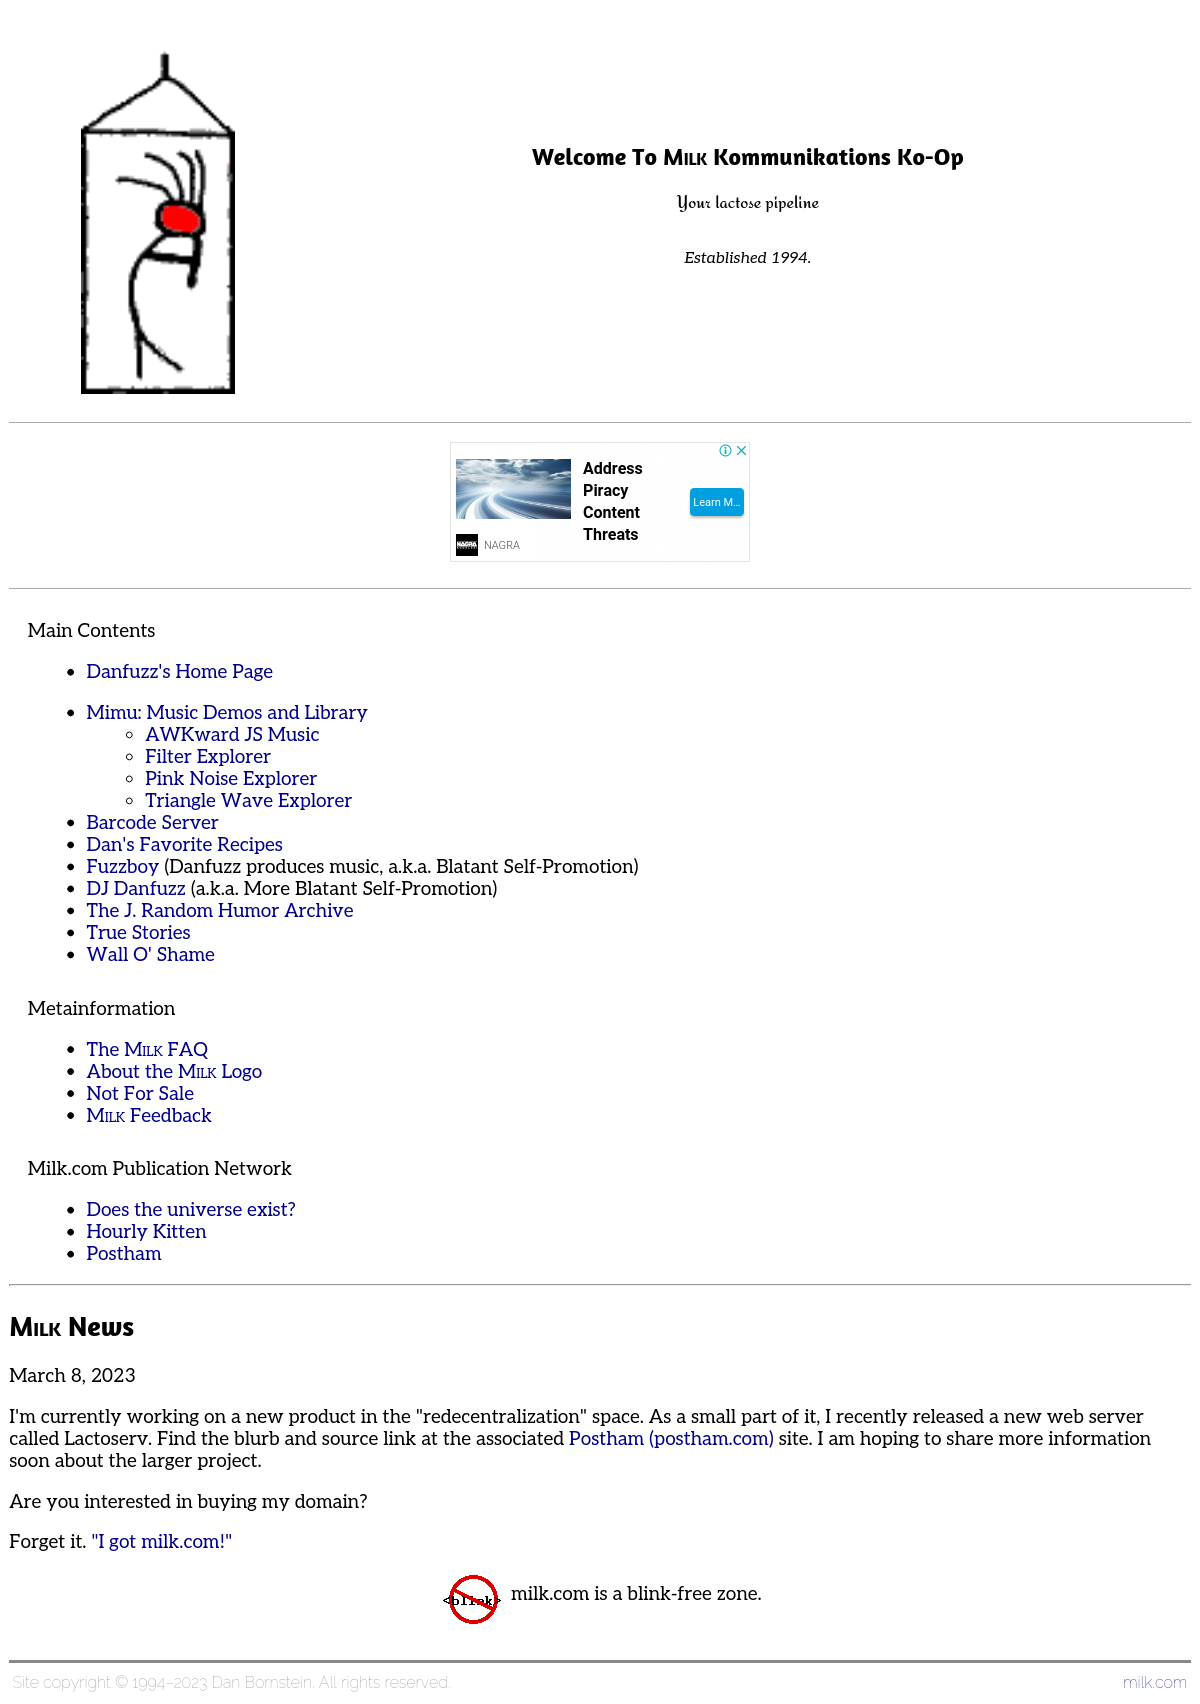 Welcome To Milk Kommunikations Ko-Op
Your lactose pipeline
Established 1994.
Address
Piracy
Content
Threats
Learn M...
NAGRA
NAGRA
Main Contents
• Danfuzz's Home Page
• Mimu: Music Demos and Library
◦ AWKward JS Music
◦ Filter Explorer
◦ Pink Noise Explorer
◦ Triangle Wave Explorer
• Barcode Server
• Dan's Favorite Recipes
• Fuzzboy (Danfuzz produces music, a.k.a. Blatant Self-Promotion)
• DJ Danfuzz (a.k.a. More Blatant Self-Promotion)
• The J. Random Humor Archive
• True Stories
• Wall O' Shame
Metainformation
• The Milk FAQ
• About the Milk Logo
• Not For Sale
• Milk Feedback
Milk.com Publication Network
• Does the universe exist?
• Hourly Kitten
• Postham
Milk News
March 8, 2023
I'm currently working on a new product in the "redecentralization" space. As a small part of it, I recently released a new web server
called Lactoserv. Find the blurb and source link at the associated Postham (postham.com) site. I am hoping to share more information
soon about the larger project.
Are you interested in buying my domain?
Forget it. "I got milk.com!"
<blink> milk.com is a blink-free zone.
Site copyright © 1994–2023 Dan Bornstein. All rights reserved. milk.com